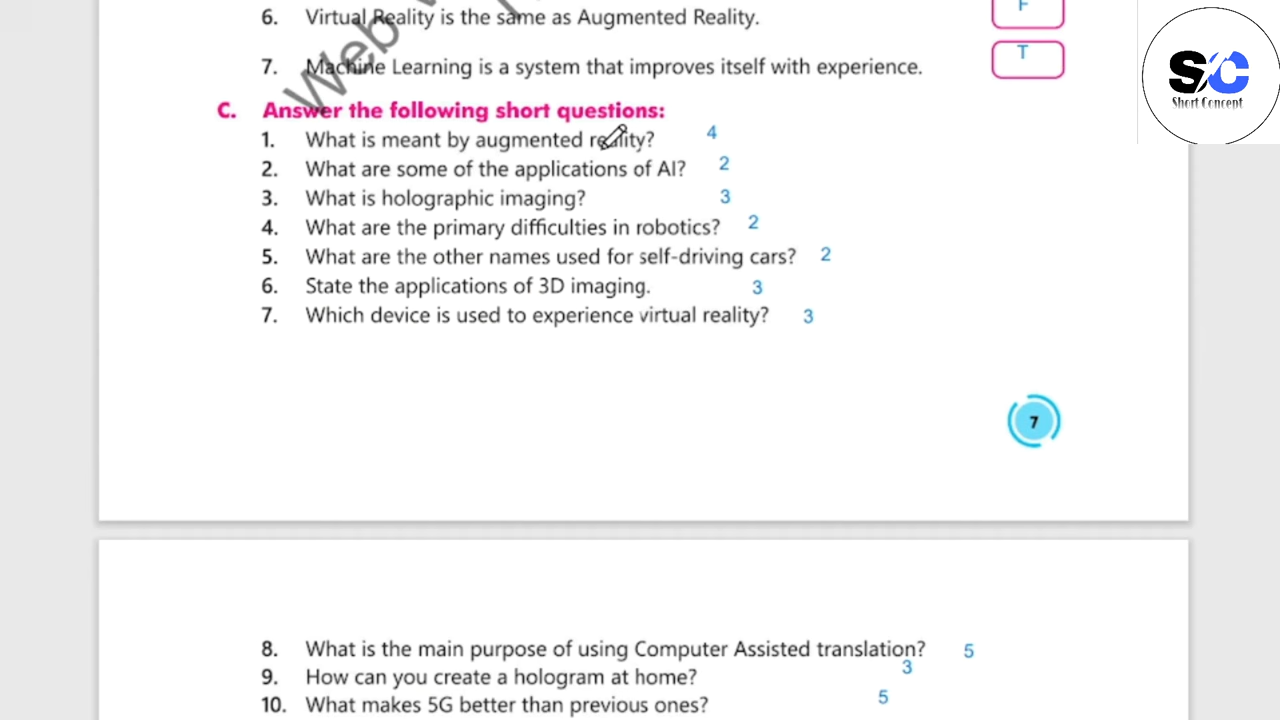 6. Virtual Reality is the same as Augmented Reality. F
7. Machine Learning is a system that improves itself with experience. T
Web
SC
Short Concept
C. Answer the following short questions:
1. What is meant by augmented reality? 4
2. What are some of the applications of AI? 2
3. What is holographic imaging? 3
4. What are the primary difficulties in robotics? 2
5. What are the other names used for self-driving cars? 2
6. State the applications of 3D imaging. 3
7. Which device is used to experience virtual reality? 3
7
8. What is the main purpose of using Computer Assisted translation? 5
9. How can you create a hologram at home? 3
10. What makes 5G better than previous ones? 5